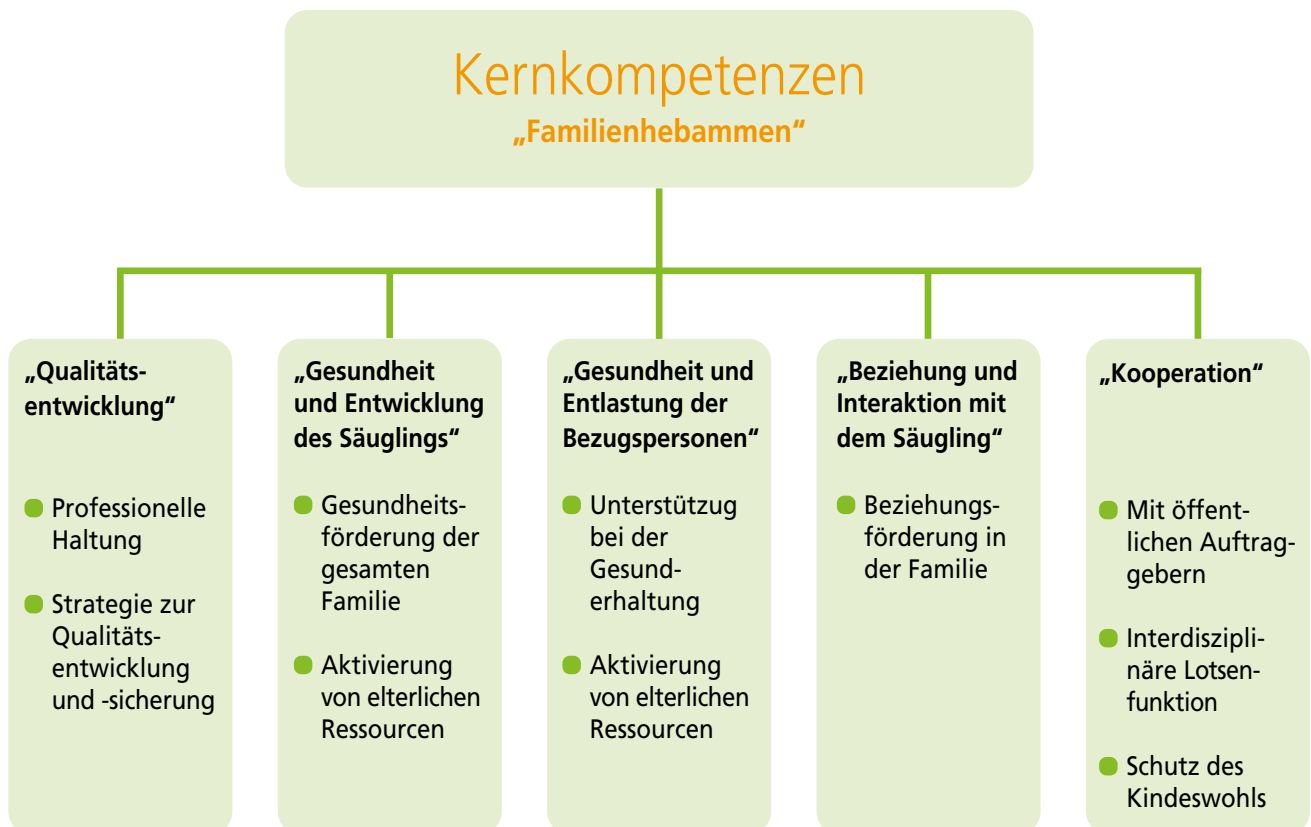 Kernkompetenzen
„Familienhebammen“
„Qualitäts-
entwicklung“
Professionelle
Haltung
Strategie zur
Qualitäts-
entwicklung
und -sicherung
„Gesundheit
und Entwicklung
des Säuglings“
Gesundheits-
förderung der
gesamten
Familie
Aktivierung
von elterlichen
Ressourcen
„Gesundheit und
Entlastung der
Bezugspersonen“
Unterstützug
bei der
Gesund-
erhaltung
Aktivierung
von elterlichen
Ressourcen
„Beziehung und
Interaktion mit
dem Säugling“
Beziehungs-
förderung in
der Familie
„Kooperation“
Mit öffent-
lichen Auftrag-
gebern
Interdiszipli-
näre Lotsen-
funktion
Schutz des
Kindeswohls